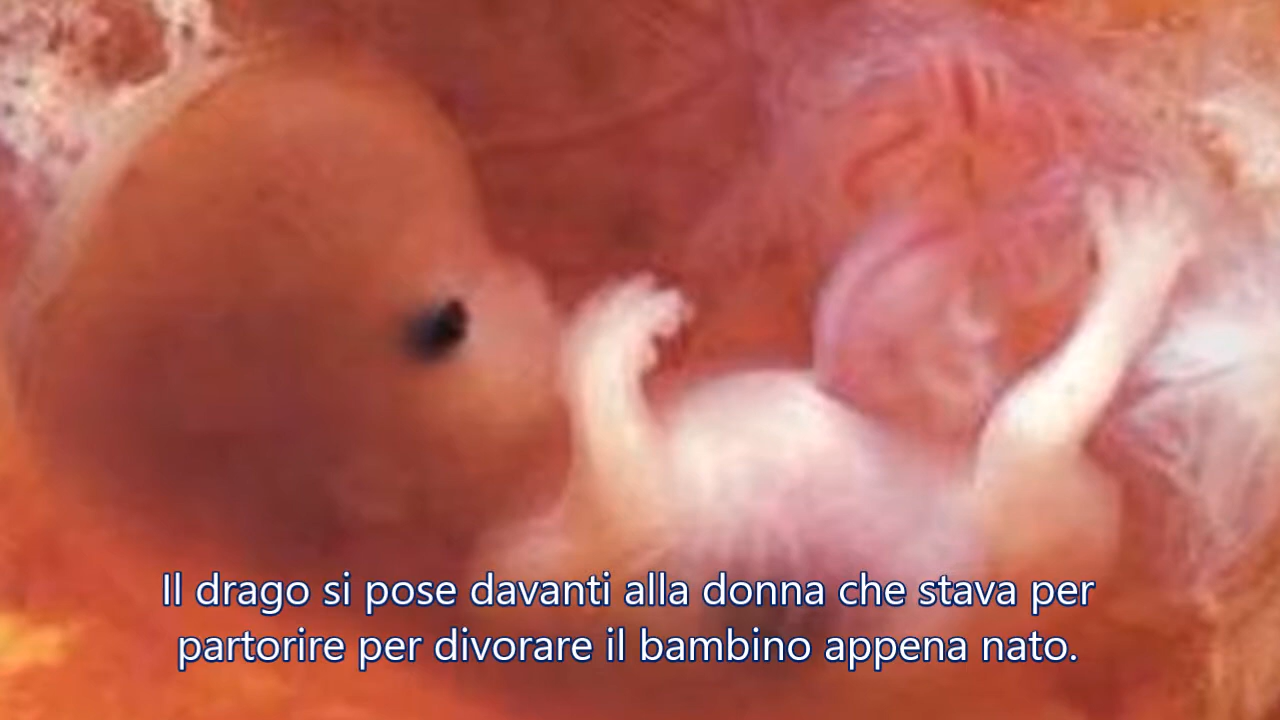 Il drago si pose davanti alla donna che stava per
partorire per divorare il bambino appena nato.